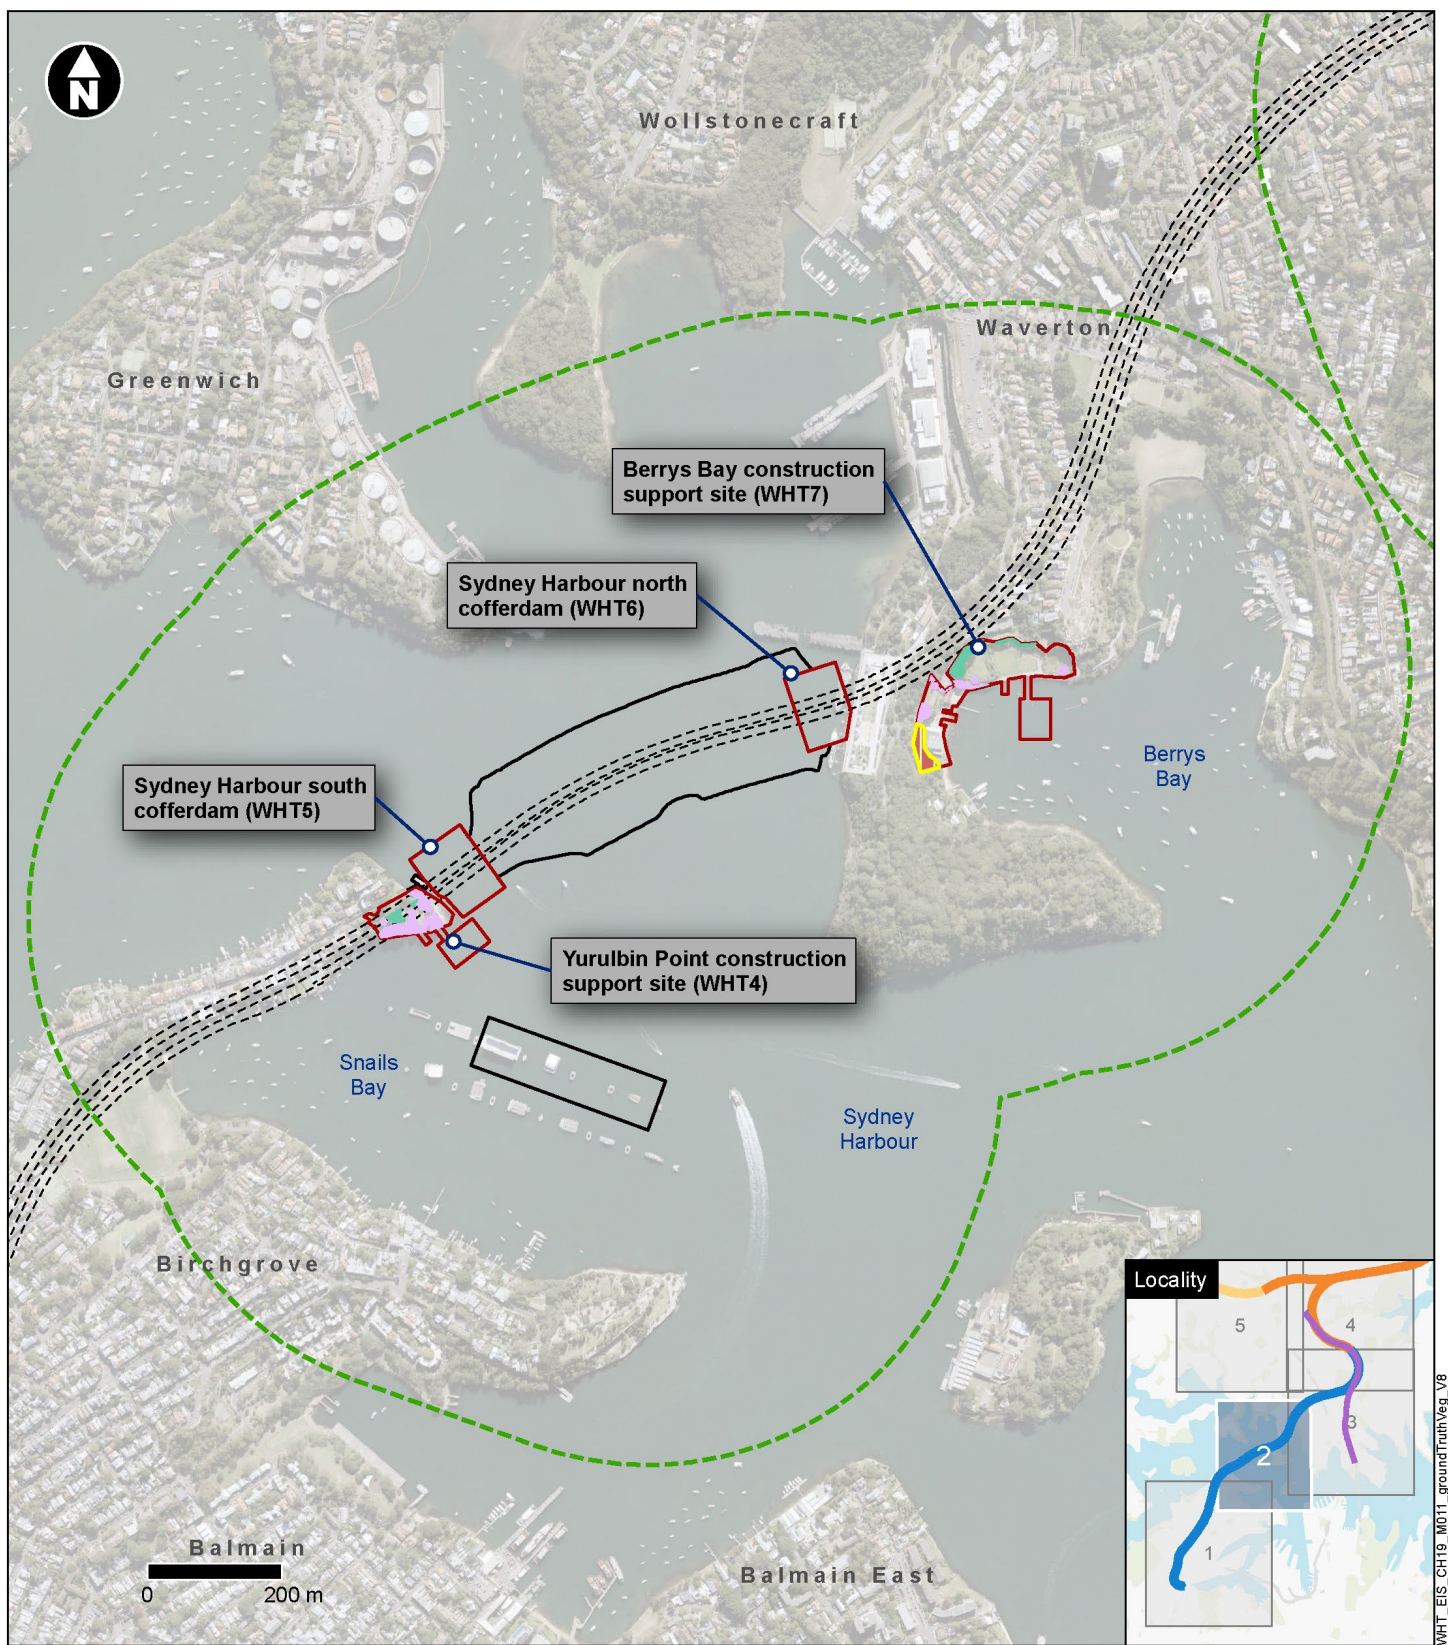 N
Wollstonecraft
Waverton
Greenwich
Berrys Bay construction
support site (WHT7)
Sydney Harbour north
cofferdam (WHT6)
Sydney Harbour south
cofferdam (WHT5)
Berrys
Bay
Yurulbin Point construction
support site (WHT4)
Snails
Bay
Sydney
Harbour
Birchgrove
Balmain
0 200 m
Balmain East
Locality
5
4
3
2
1
WHT_EIS_CH19_M011_groundTruthVeg_V8